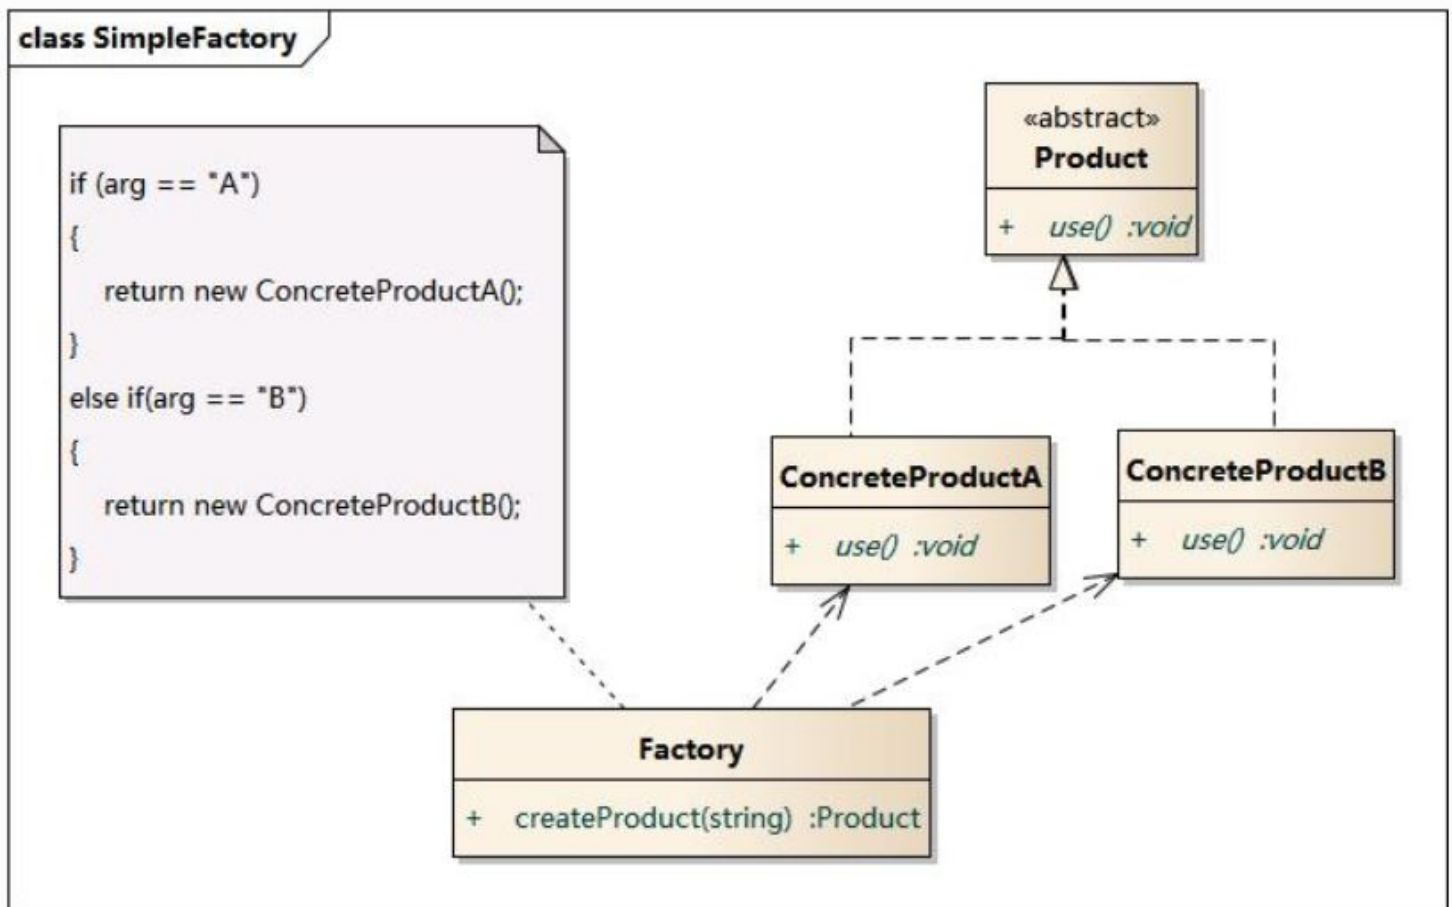 class SimpleFactory
if (arg == "A")
{
return new ConcreteProductA();
}
else if(arg == "B")
{
return new ConcreteProductB();
}
«abstract»
Product
+ use() :void
ConcreteProductA
+ use() :void
ConcreteProductB
+ use() :void
Factory
+ createProduct(string) :Product